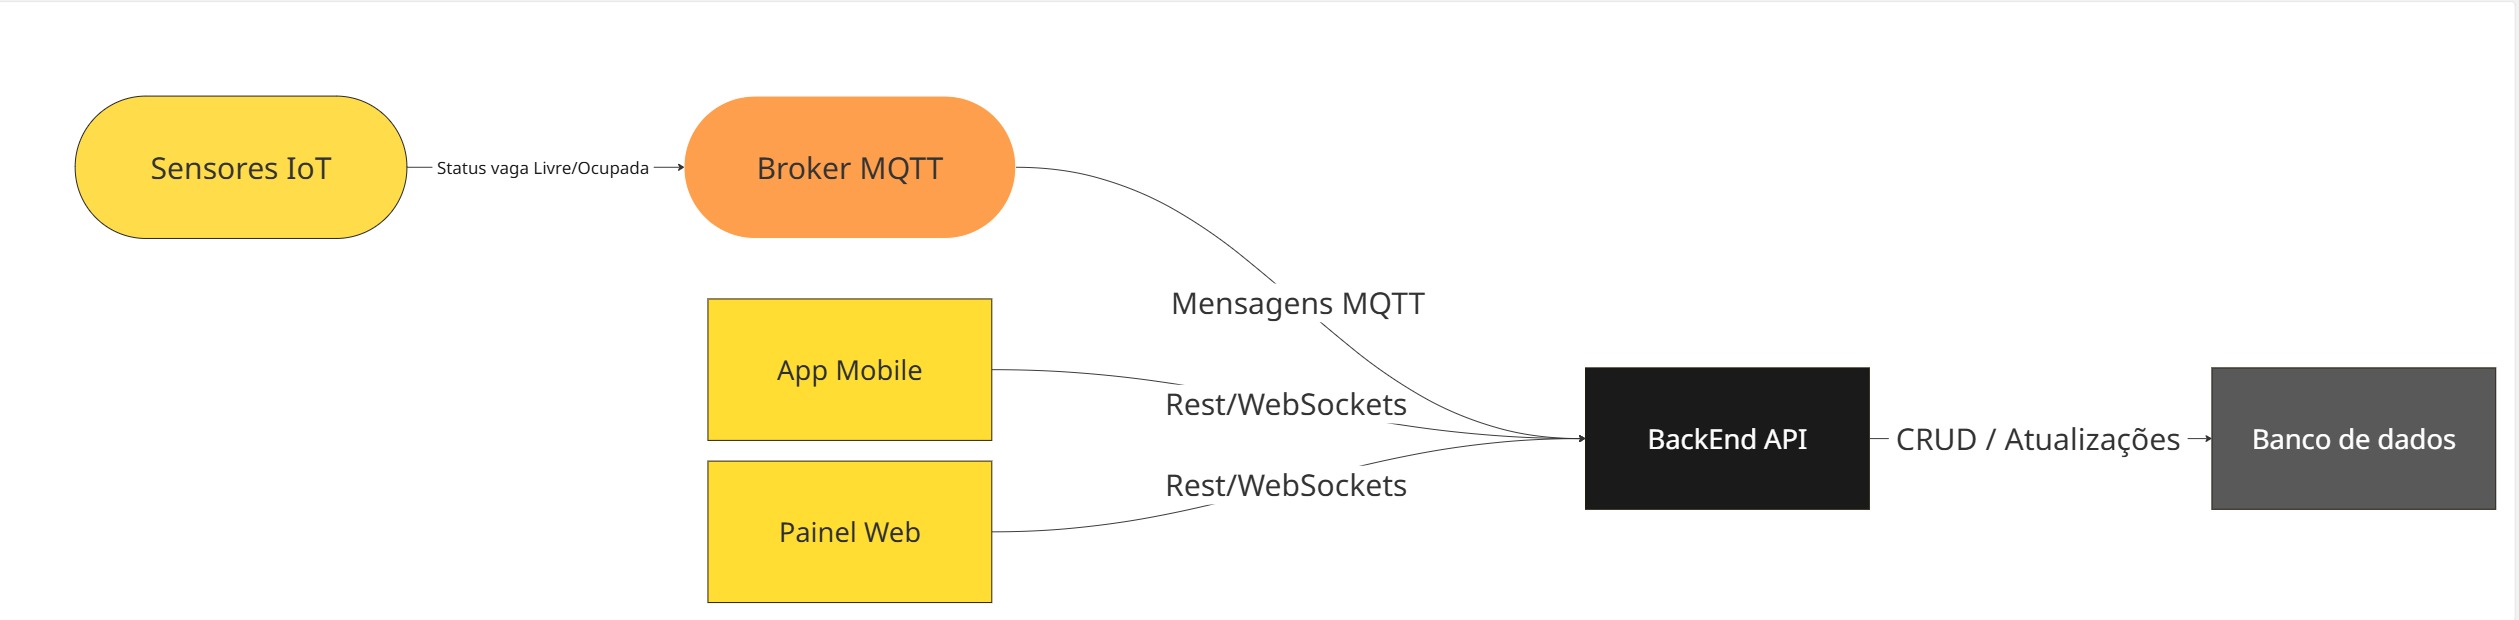 Sensores IoT
Status vaga Livre/Ocupada
Broker MQTT
Mensagens MQTT
App Mobile
Rest/WebSockets
BackEnd API
CRUD / Atualizações
Banco de dados
Rest/WebSockets
Painel Web